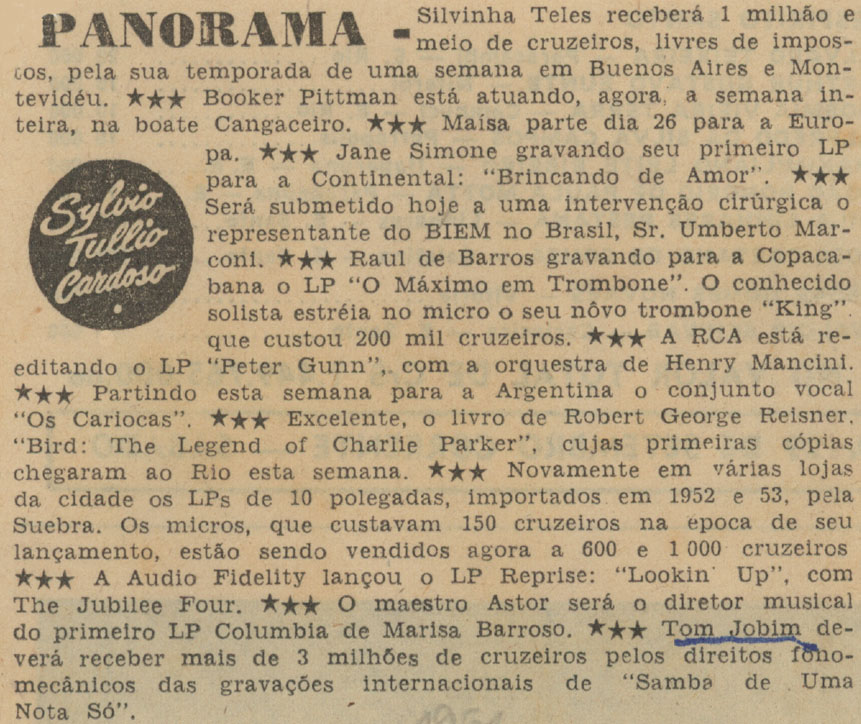 PANORAMA - Silvinha Teles receberá 1 milhão e
meio de cruzeiros, livres de impos-
tos, pela sua temporada de uma semana em Buenos Aires e Mon-
tevidéu. ★★★ Booker Pittman está atuando, agora, a semana in-
teira, na boate Cangaceiro. ★★★ Maísa parte dia 26 para a Euro-
pa. ★★★ Jane Simone gravando seu primeiro LP
para a Continental: "Brincando de Amor". ★★★
Será submetido hoje a uma intervenção cirúrgica o
representante do BIEM no Brasil, Sr. Umberto Mar-
coni. ★★★ Raul de Barros gravando para a Copaca-
bana o LP "O Máximo em Trombone". O conhecido
solista estréia no micro o seu nôvo trombone "King".
que custou 200 mil cruzeiros. ★★★ A RCA está re-
Sylvio
Tullio
Cardoso
editando o LP "Peter Gunn", com a orquestra de Henry Mancini.
★★★ Partindo esta semana para a Argentina o conjunto vocal
"Os Cariocas". ★★★ Excelente, o livro de Robert George Reisner.
"Bird: The Legend of Charlie Parker", cujas primeiras cópias
chegaram ao Rio esta semana. ★★★ Novamente em várias lojas
da cidade os LPs de 10 polegadas, importados em 1952 e 53, pela
Suebra. Os micros, que custavam 150 cruzeiros na epoca de seu
lançamento, estão sendo vendidos agora a 600 e 1 000 cruzeiros
★★★ A Audio Fidelity lançou o LP Reprise: "Lookin' Up", com
The Jubilee Four. ★★★ O maestro Astor será o diretor musical
do primeiro LP Columbia de Marisa Barroso. ★★★ Tom Jobim de-
verá receber mais de 3 milhões de cruzeiros pelos direitos fono-
mecânicos das gravações internacionais de "Samba de Uma
Nota Só".